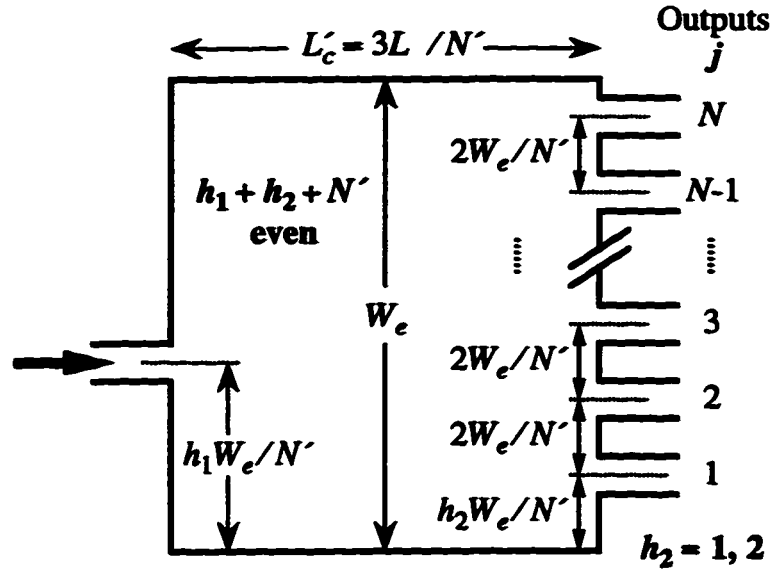 Outputs
j
L′c = 3L /N′
N
2We/N′
N-1
h1 + h2 + N′
even
We
3
2We/N′
2
2We/N′
h1We/N′
1
h2We/N′
h2 = 1, 2